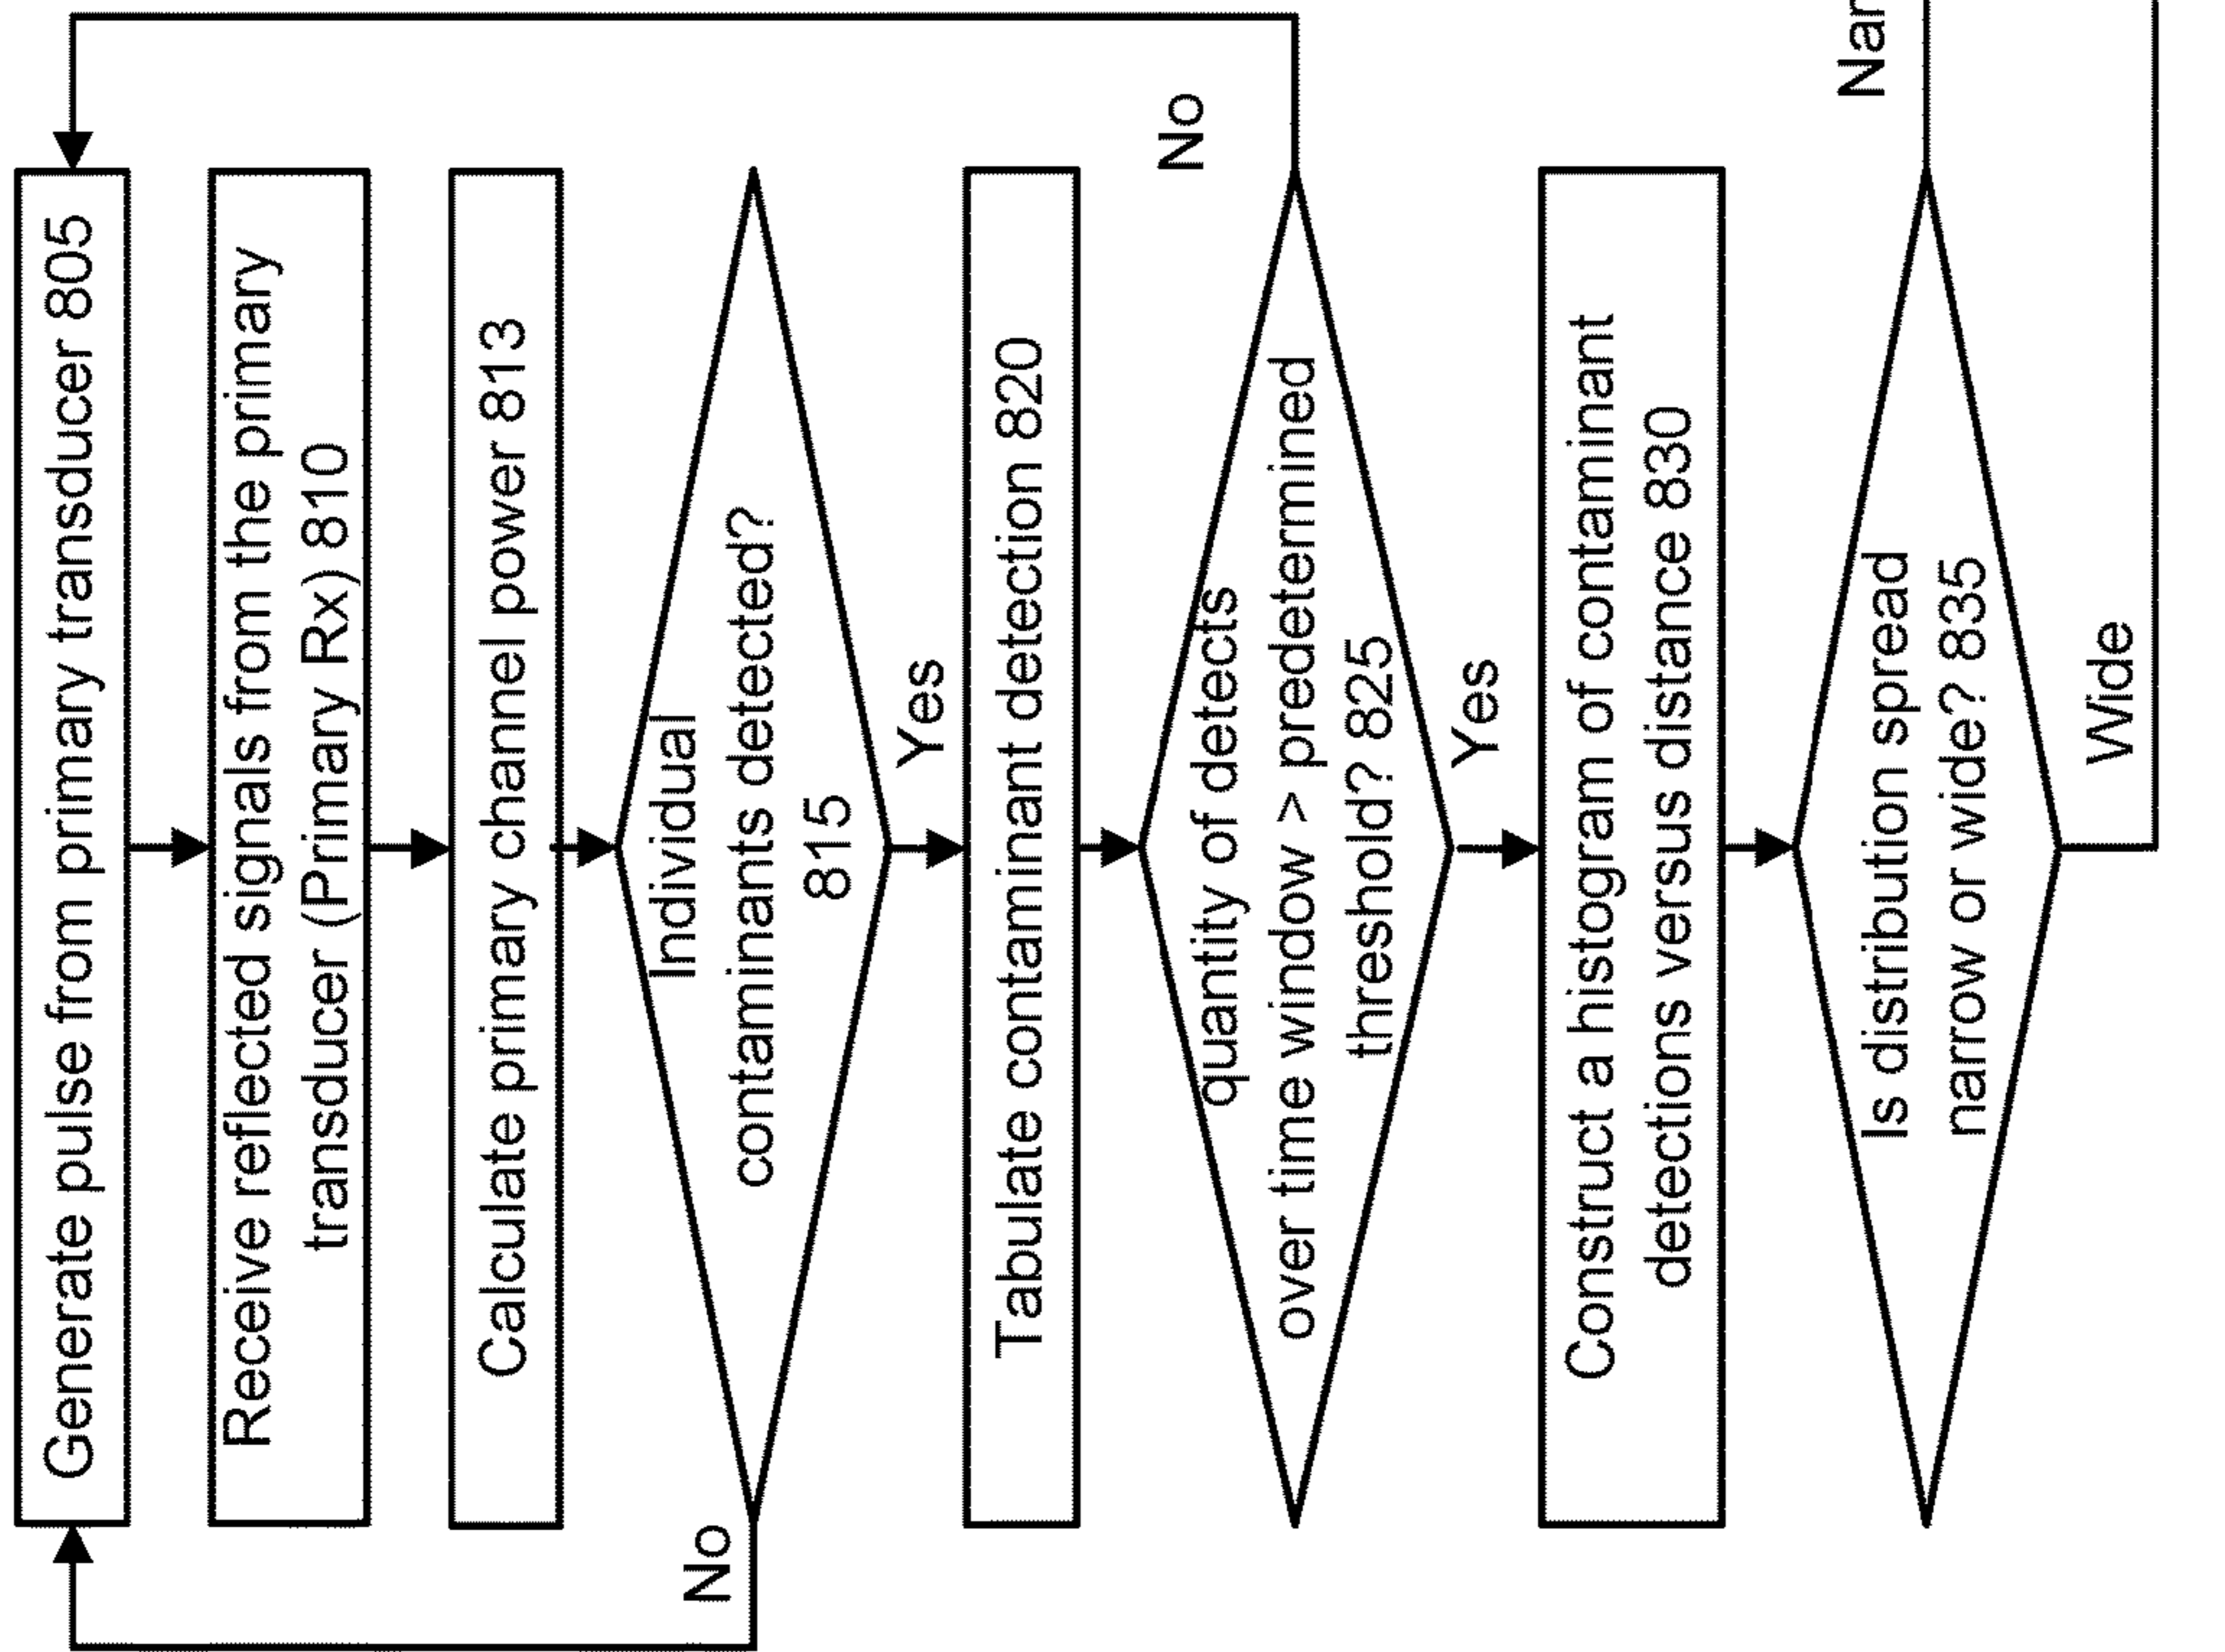 Generate pulse from primary transducer 805
Receive reflected signals from the primary
transducer (Primary Rx) 810
Calculate primary channel power 813
Individual
contaminants detected?
815
No
Yes
Tabulate contaminant detection 820
quantity of detects
over time window > predetermined
threshold? 825
No
Yes
Construct a histogram of contaminant
detections versus distance 830
Is distribution spread
narrow or wide? 835
Wide